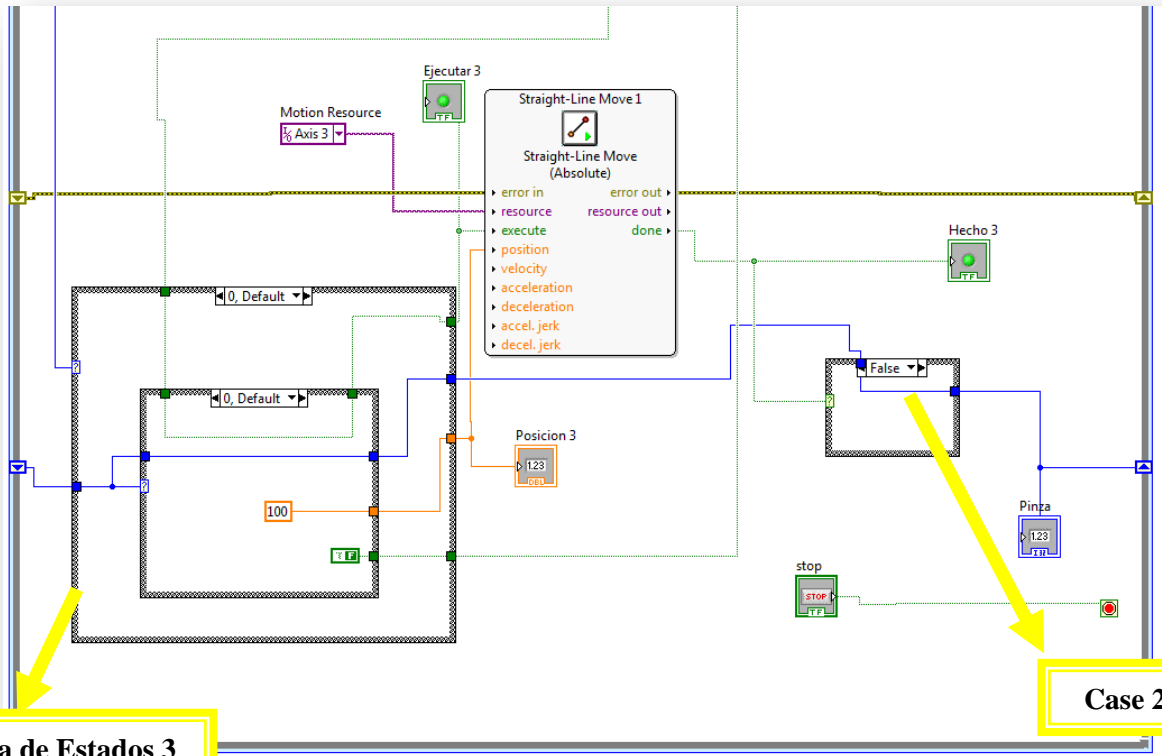 Ejecutar 3
TF
Straight-Line Move 1
Motion Resource
I/O Axis 3
Straight-Line Move
(Absolute)
error in error out
resource resource out
execute done
position
velocity
acceleration
deceleration
accel. jerk
decel. jerk
Hecho 3
TF
0, Default
False
?
?
0, Default
Posicion 3
1.23
DBL
?
100
Pinza
1.23
F
stop
STOP
TF
Case 2
a de Estados 3